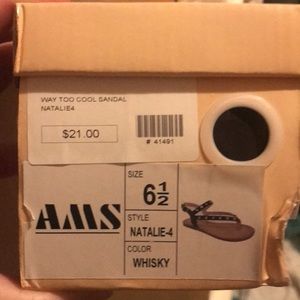 WAY TOO COOL SANDAL
NATALIE4
$21.00
# 41491
AMS
SIZE
6½
STYLE
NATALIE-4
COLOR
WHISKY